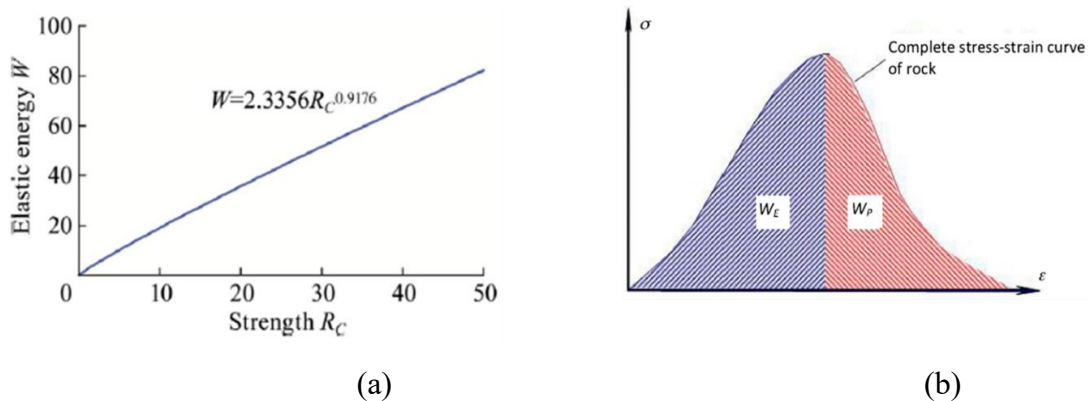 100
80
60
40
20
0
10
20
30
40
50
Elastic energy W
W=2.3356R_C^0.9176
Strength R_C
(a)
σ
Complete stress-strain curve
of rock
W_E
W_P
ε
(b)